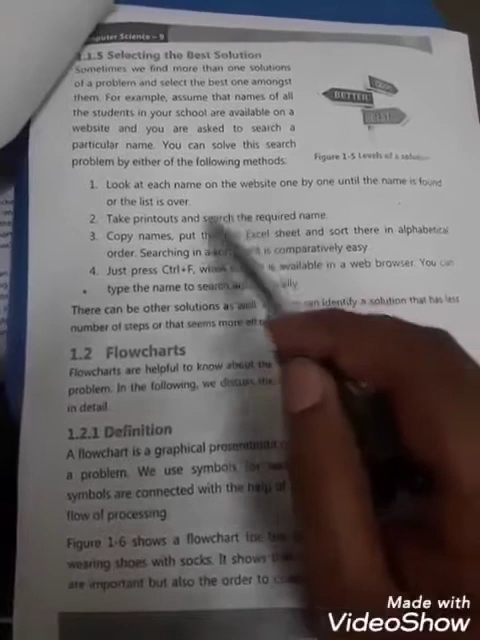 puter Science - 9
1.1.5 Selecting the Best Solution
Sometimes we find more than one solutions
of a problem and select the best one amongst
them. For example, assume that names of all
the students in your school are available on a
website and you are asked to search a
particular name. You can solve this search
problem by either of the following methods:
BETTER
Figure 1-5 Levels of a
1. Look at each name on the website one by one until the name is found
or the list is over.
2. Take printouts and search the required name.
3. Copy names, put Excel sheet and sort there in alphabetical
order. Searching in a is comparatively easy
4. Just press Ctrl+F, is available in a web browser. You can
type the name to search
There can be other solutions as well can identify a solution that has least
number of steps or that seems more
1.2 Flowcharts
Flowcharts are helpful to know about the
problem. In the following, we discuss
in detail
1.2.1 Definition
A flowchart is a graphical
a problem. We use symbols
symbols are connected with the help of
flow of processing
Figure 1-6 shows a flowchart for
wearing shoes with socks. It shows
are important but also the order to
Made with
VideoShow